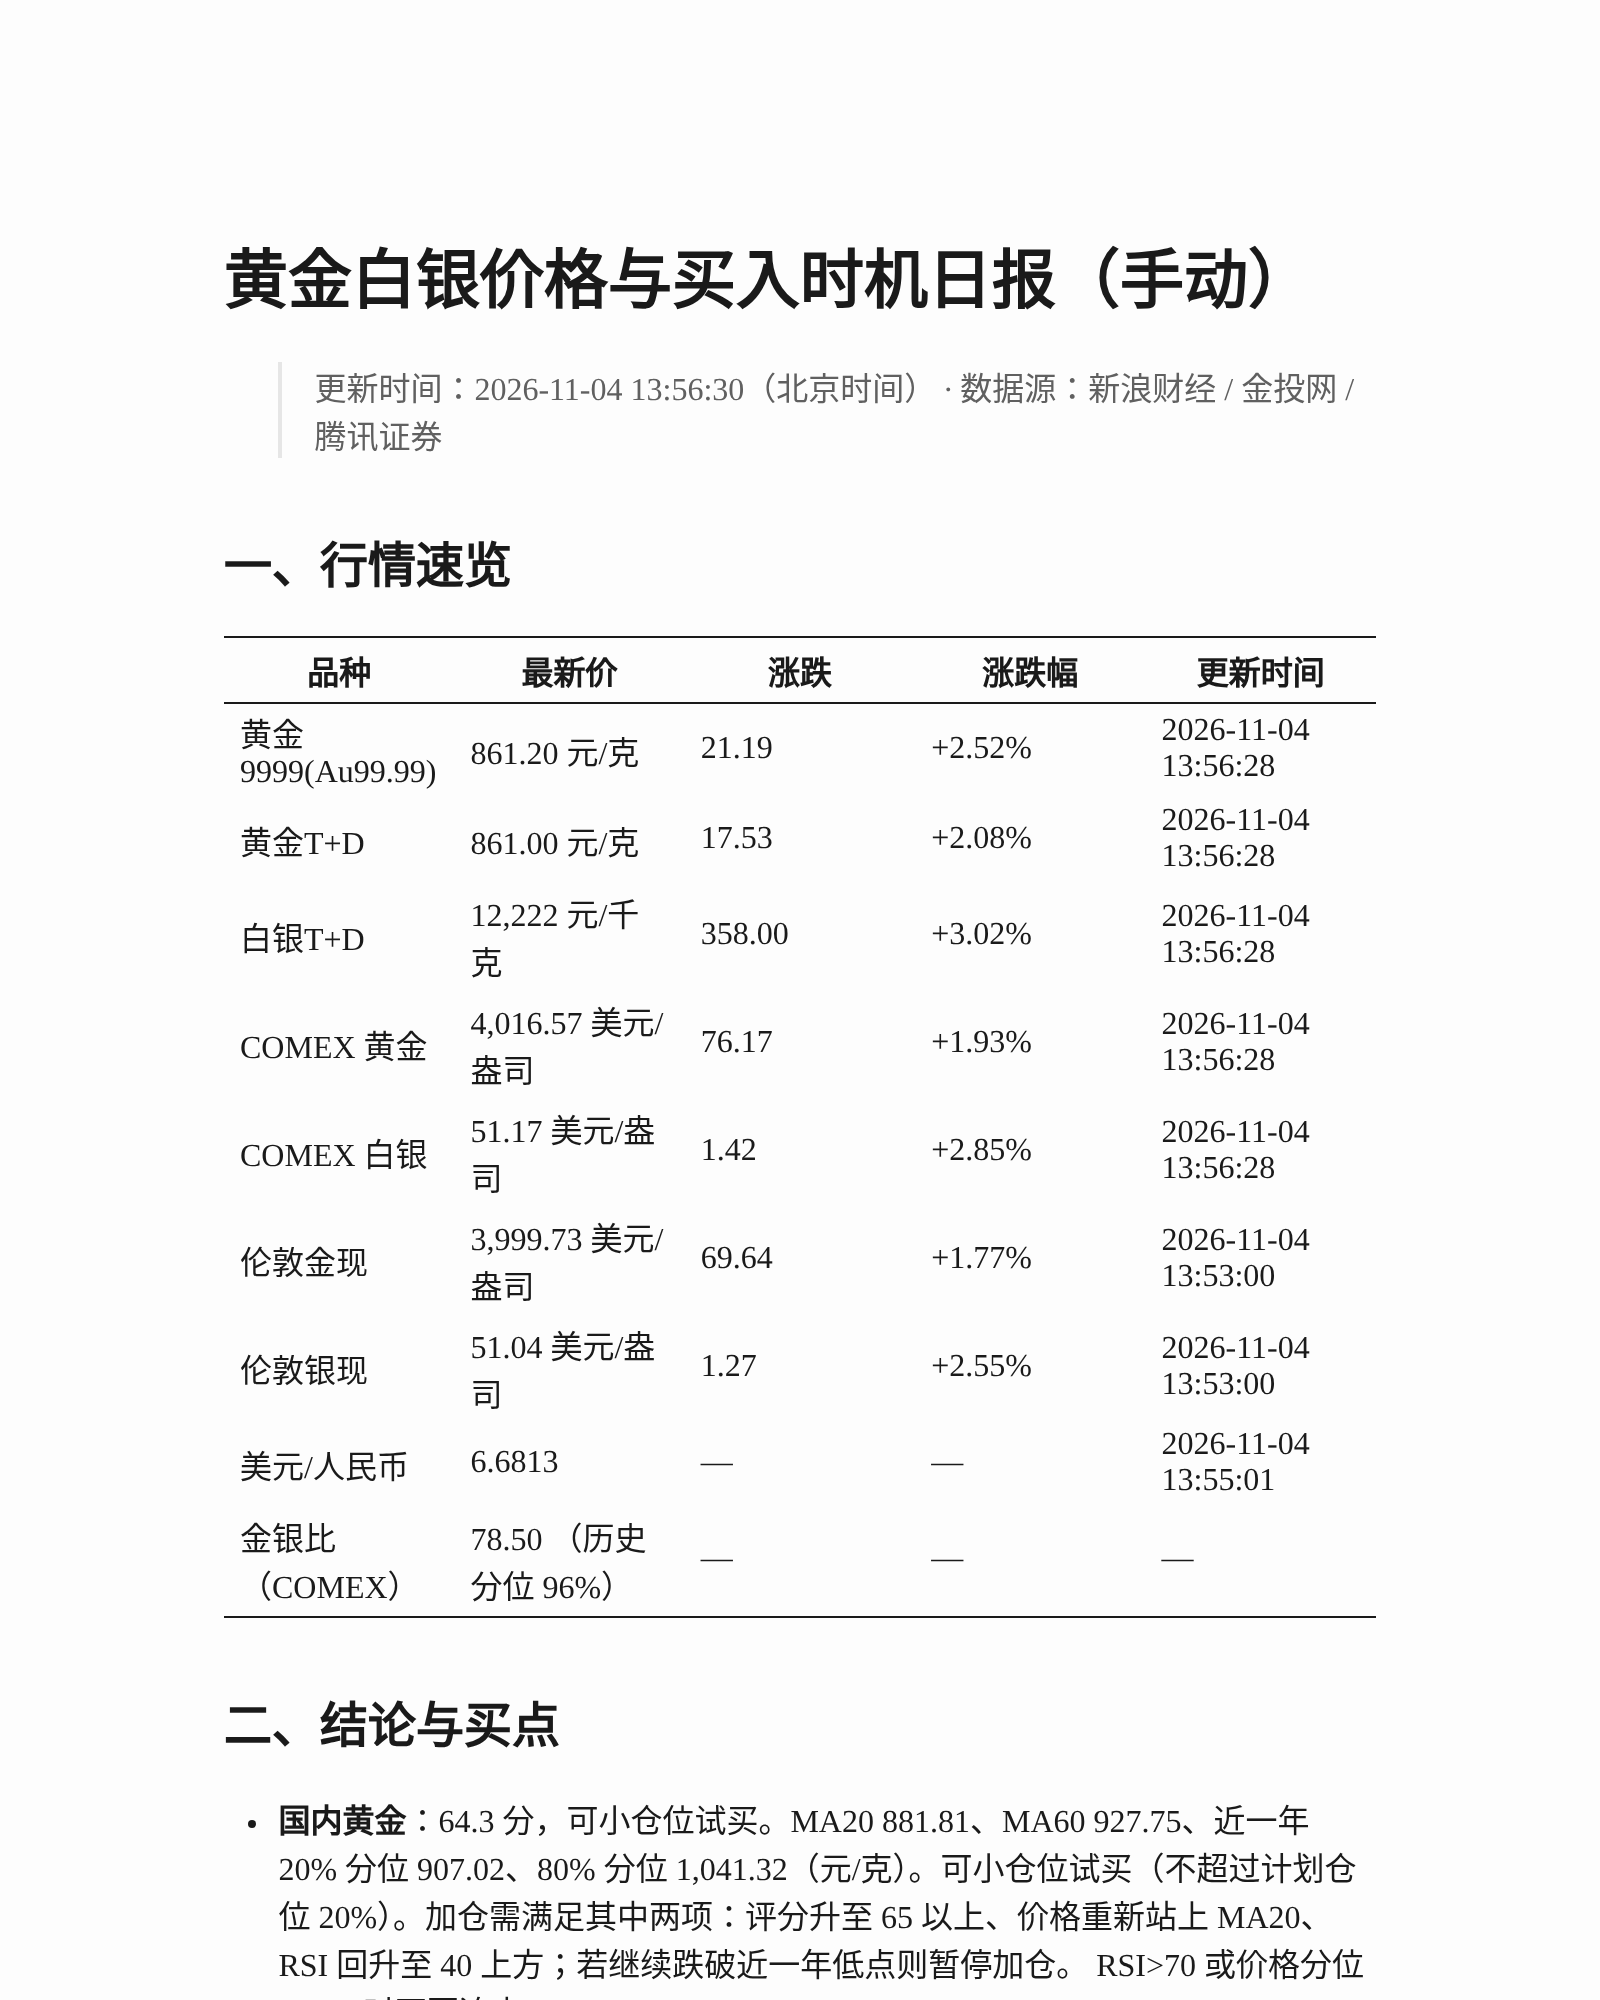 黄金白银价格与买入时机日报（手动）
更新时间：2026-11-04 13:56:30（北京时间） · 数据源：新浪财经 / 金投网 /
腾讯证券
一、行情速览
品种 最新价 涨跌 涨跌幅 更新时间
黄金
9999(Au99.99) 861.20 元/克 21.19 +2.52% 2026-11-04
13:56:28
黄金T+D 861.00 元/克 17.53 +2.08% 2026-11-04
13:56:28
白银T+D 12,222 元/千
克 358.00 +3.02% 2026-11-04
13:56:28
COMEX 黄金 4,016.57 美元/
盎司 76.17 +1.93% 2026-11-04
13:56:28
COMEX 白银 51.17 美元/盎
司 1.42 +2.85% 2026-11-04
13:56:28
伦敦金现 3,999.73 美元/
盎司 69.64 +1.77% 2026-11-04
13:53:00
伦敦银现 51.04 美元/盎
司 1.27 +2.55% 2026-11-04
13:53:00
美元/人民币 6.6813 — — 2026-11-04
13:55:01
金银比
（COMEX） 78.50 （历史
分位 96%） — — —
二、结论与买点
• 国内黄金：64.3 分，可小仓位试买。MA20 881.81、MA60 927.75、近一年
20% 分位 907.02、80% 分位 1,041.32（元/克）。可小仓位试买（不超过计划仓
位 20%）。加仓需满足其中两项：评分升至 65 以上、价格重新站上 MA20、
RSI 回升至 40 上方；若继续跌破近一年低点则暂停加仓。 RSI>70 或价格分位